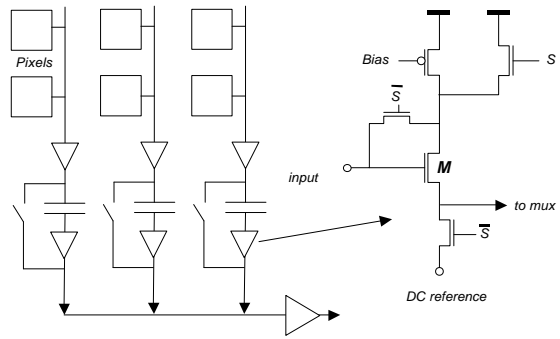 Pixels
Bias
S
S̅
input
M
to mux
S̅
DC reference